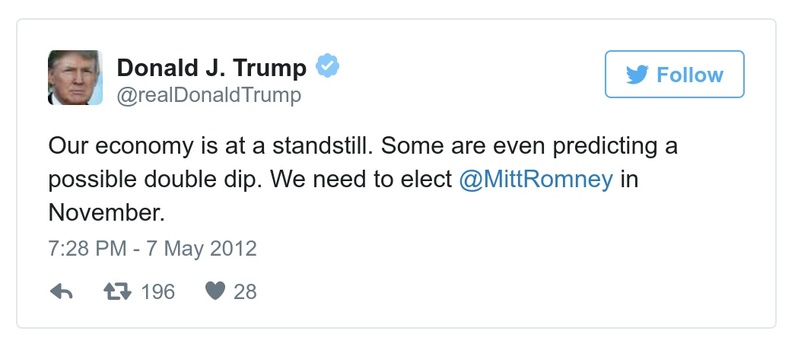 Donald J. Trump
@realDonaldTrump
Follow
Our economy is at a standstill. Some are even predicting a
possible double dip. We need to elect @MittRomney in
November.
7:28 PM - 7 May 2012
196 28